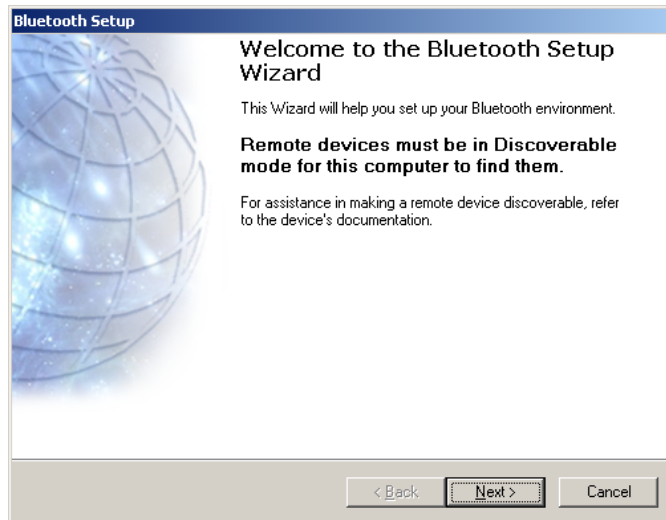 Bluetooth Setup
Welcome to the Bluetooth Setup
Wizard
This Wizard will help you set up your Bluetooth environment.
Remote devices must be in Discoverable
mode for this computer to find them.
For assistance in making a remote device discoverable, refer
to the device's documentation.
< Back
Next >
Cancel